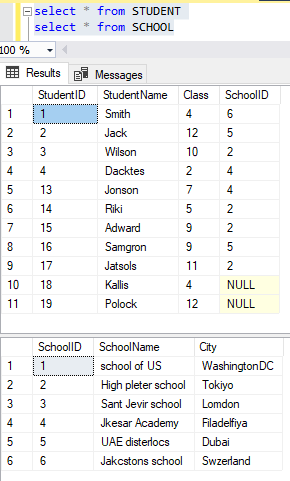 select * from STUDENT
select * from SCHOOL
100 %
Results Messages
StudentID StudentName Class SchoolID
1 1 Smith 4 6
2 2 Jack 12 5
3 3 Wilson 10 2
4 4 Dacktes 2 4
5 13 Jonson 7 4
6 14 Riki 5 2
7 15 Adward 9 2
8 16 Samgron 9 5
9 17 Jatsols 11 2
10 18 Kallis 4 NULL
11 19 Polock 12 NULL
SchoolID SchoolName City
1 1 school of US WashingtonDC
2 2 High pleter school Tokiyo
3 3 Sant Jevir school Lomdon
4 4 Jkesar Academy Filadelfiya
5 5 UAE disterlocs Dubai
6 6 Jakcstons school Swzerland